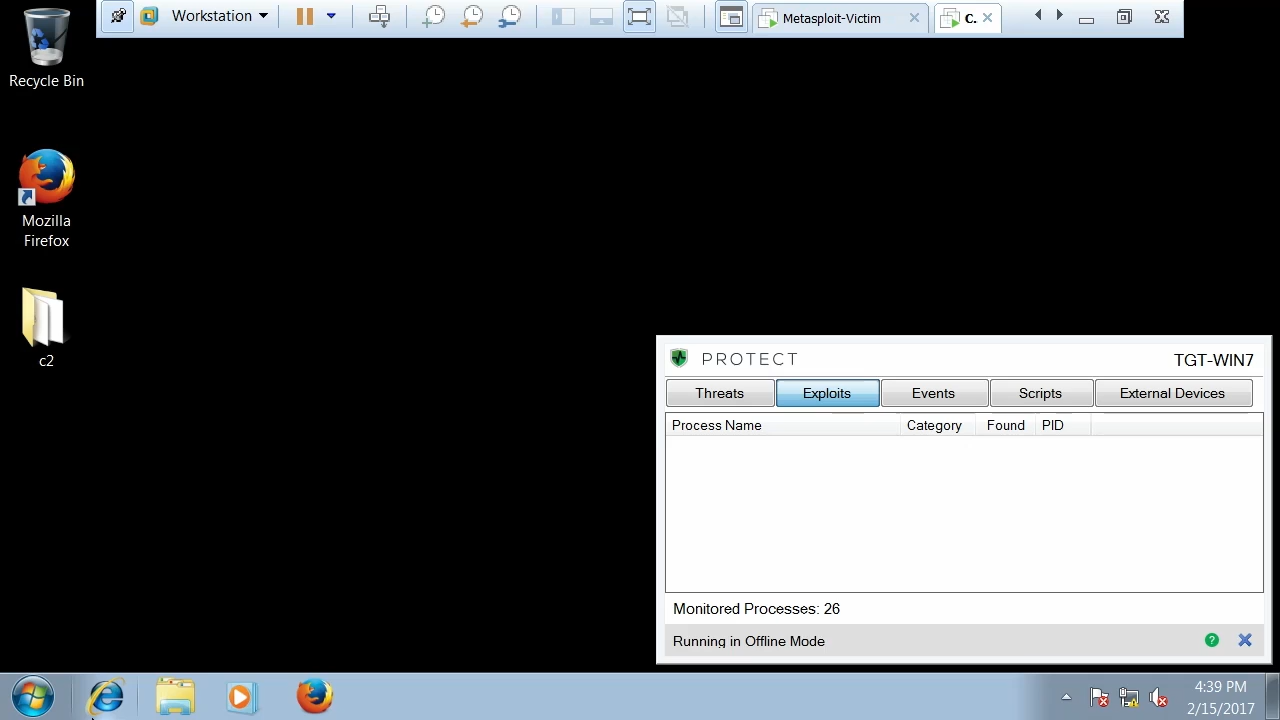 Workstation
Metasploit-Victim
C.
Recycle Bin
Mozilla
Firefox
c2
PROTECT
TGT-WIN7
Threats
Exploits
Events
Scripts
External Devices
Process Name
Category
Found
PID
Monitored Processes: 26
Running in Offline Mode
4:39 PM
2/15/2017